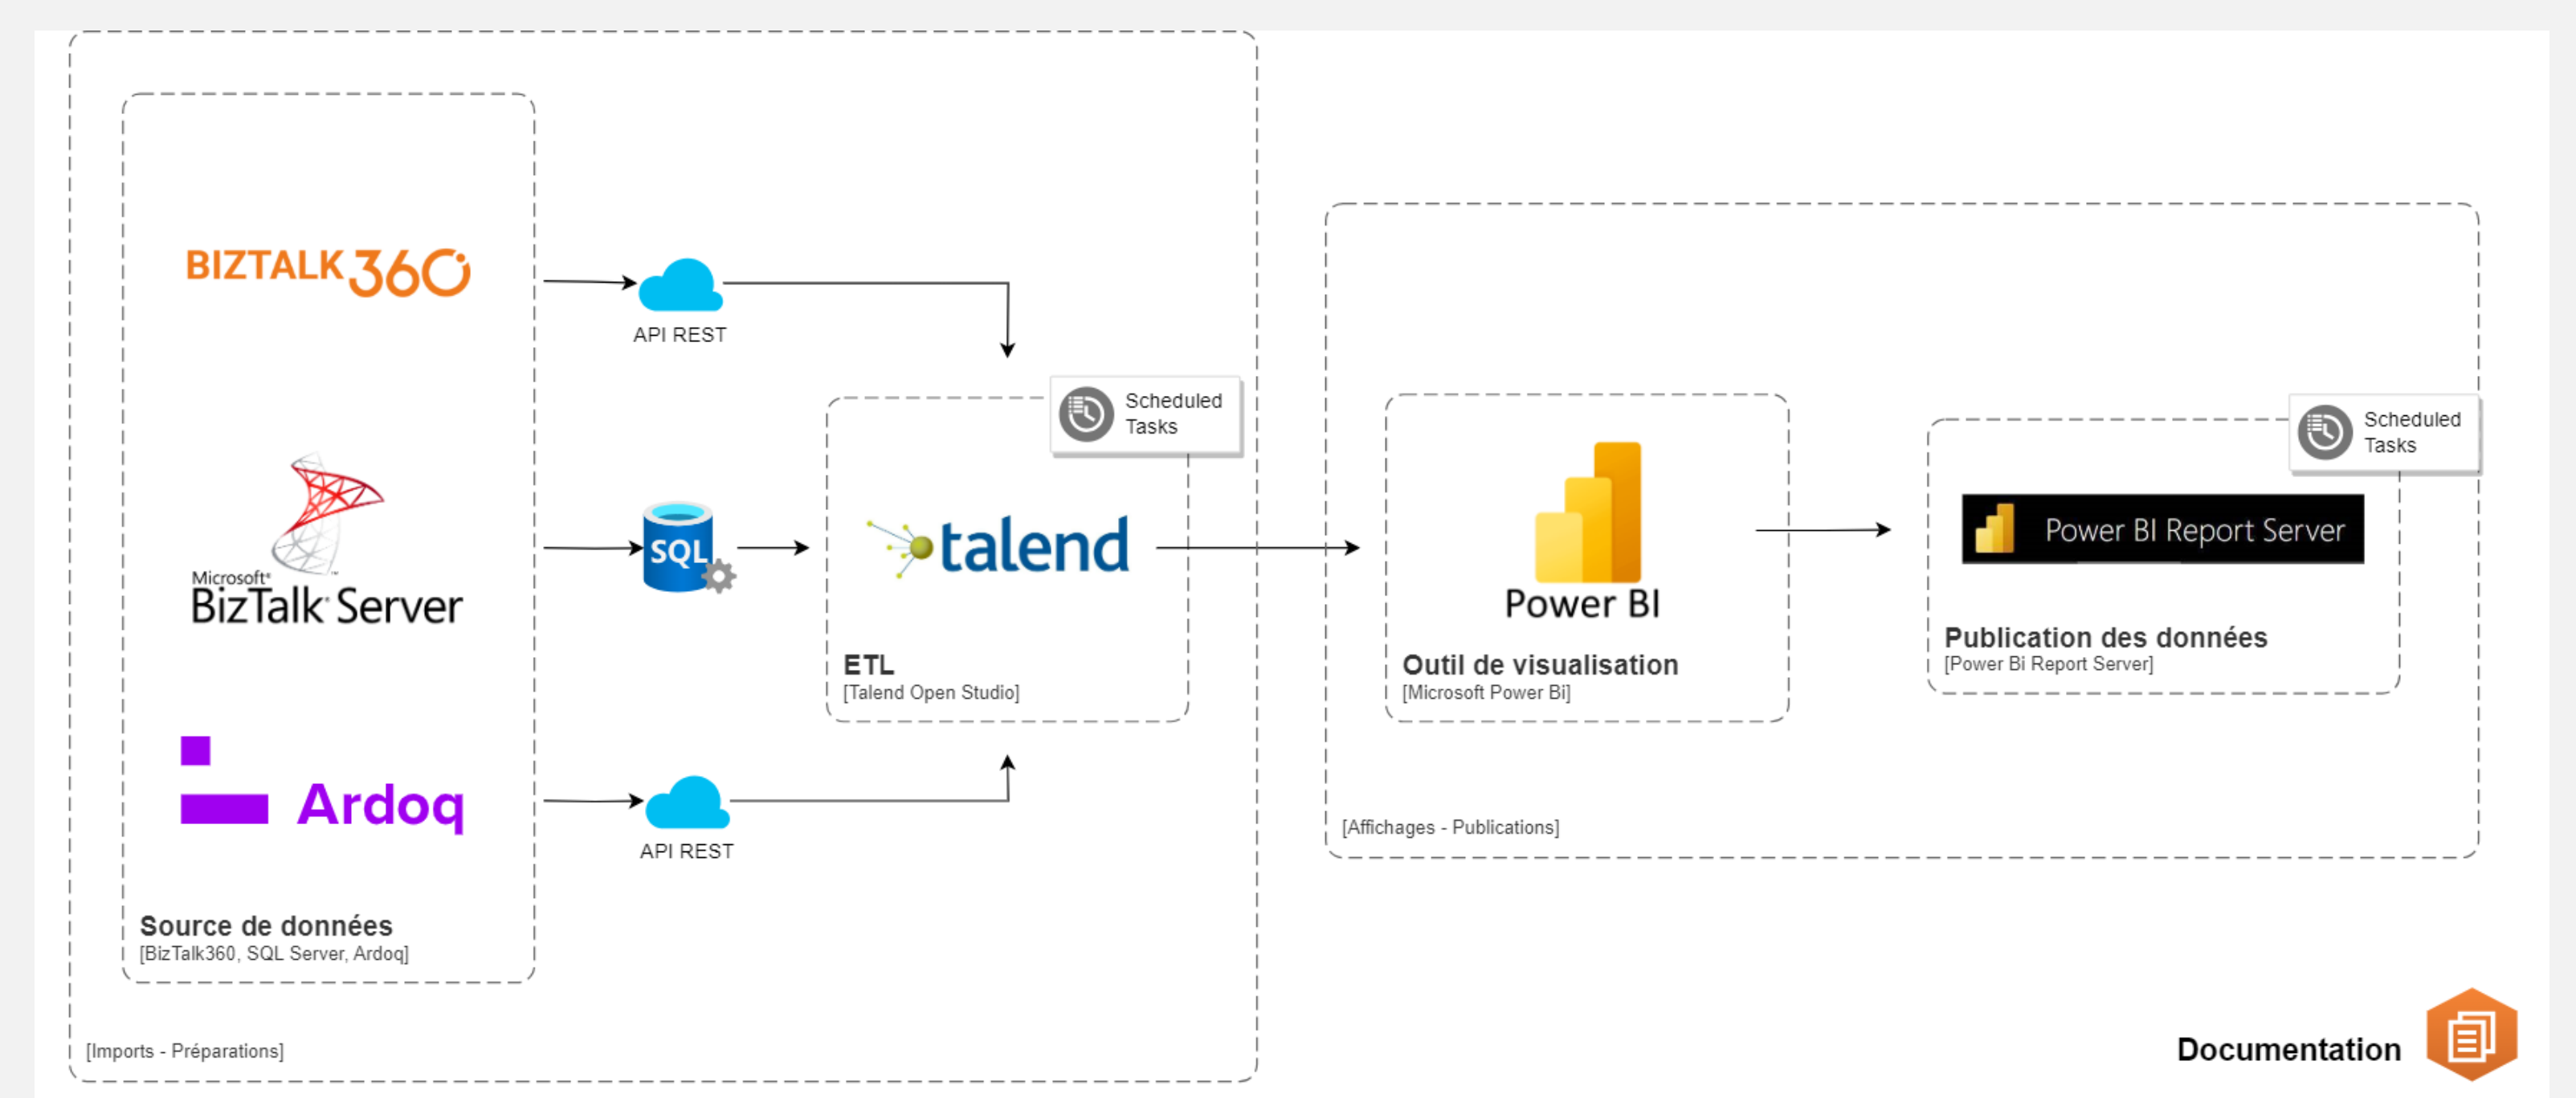 BIZTALK 360
API REST
Scheduled
Tasks
Microsoft®
BizTalk Server
SQL
talend
ETL
[Talend Open Studio]
Ardoq
API REST
Source de données
[BizTalk360, SQL Server, Ardoq]
[Imports - Préparations]
Power BI
Outil de visualisation
[Microsoft Power Bi]
Scheduled
Tasks
Power BI Report Server
Publication des données
[Power Bi Report Server]
[Affichages - Publications]
Documentation